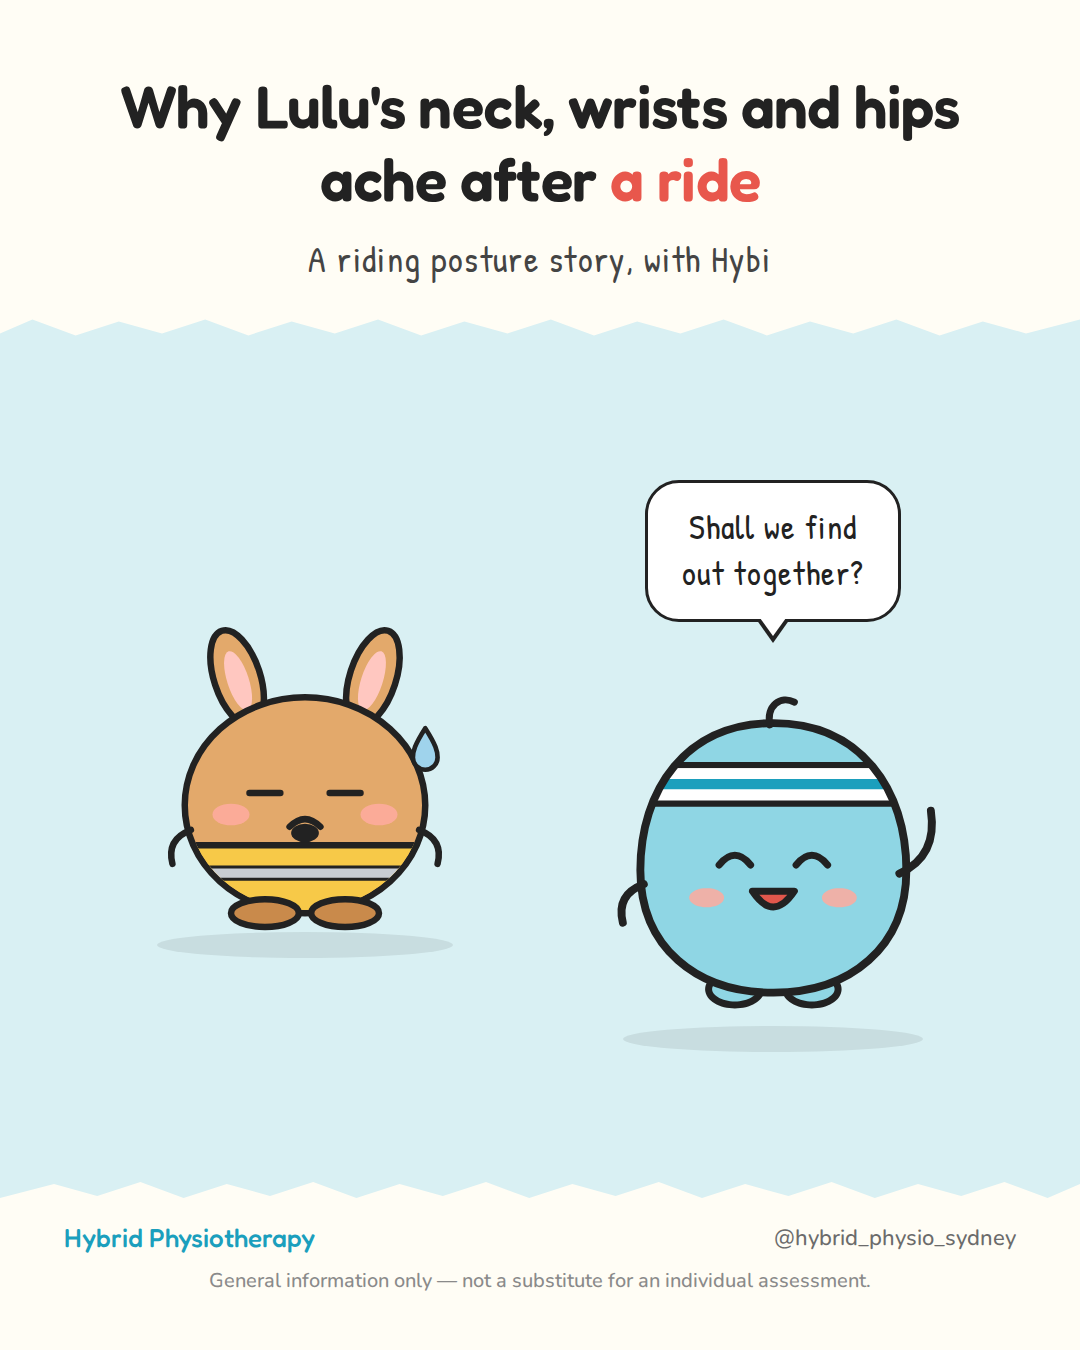 Why Lulu's neck, wrists and hips
ache after a ride
A riding posture story, with Hybi
Shall we find
out together?
Hybrid Physiotherapy
@hybrid_physio_sydney
General information only — not a substitute for an individual assessment.